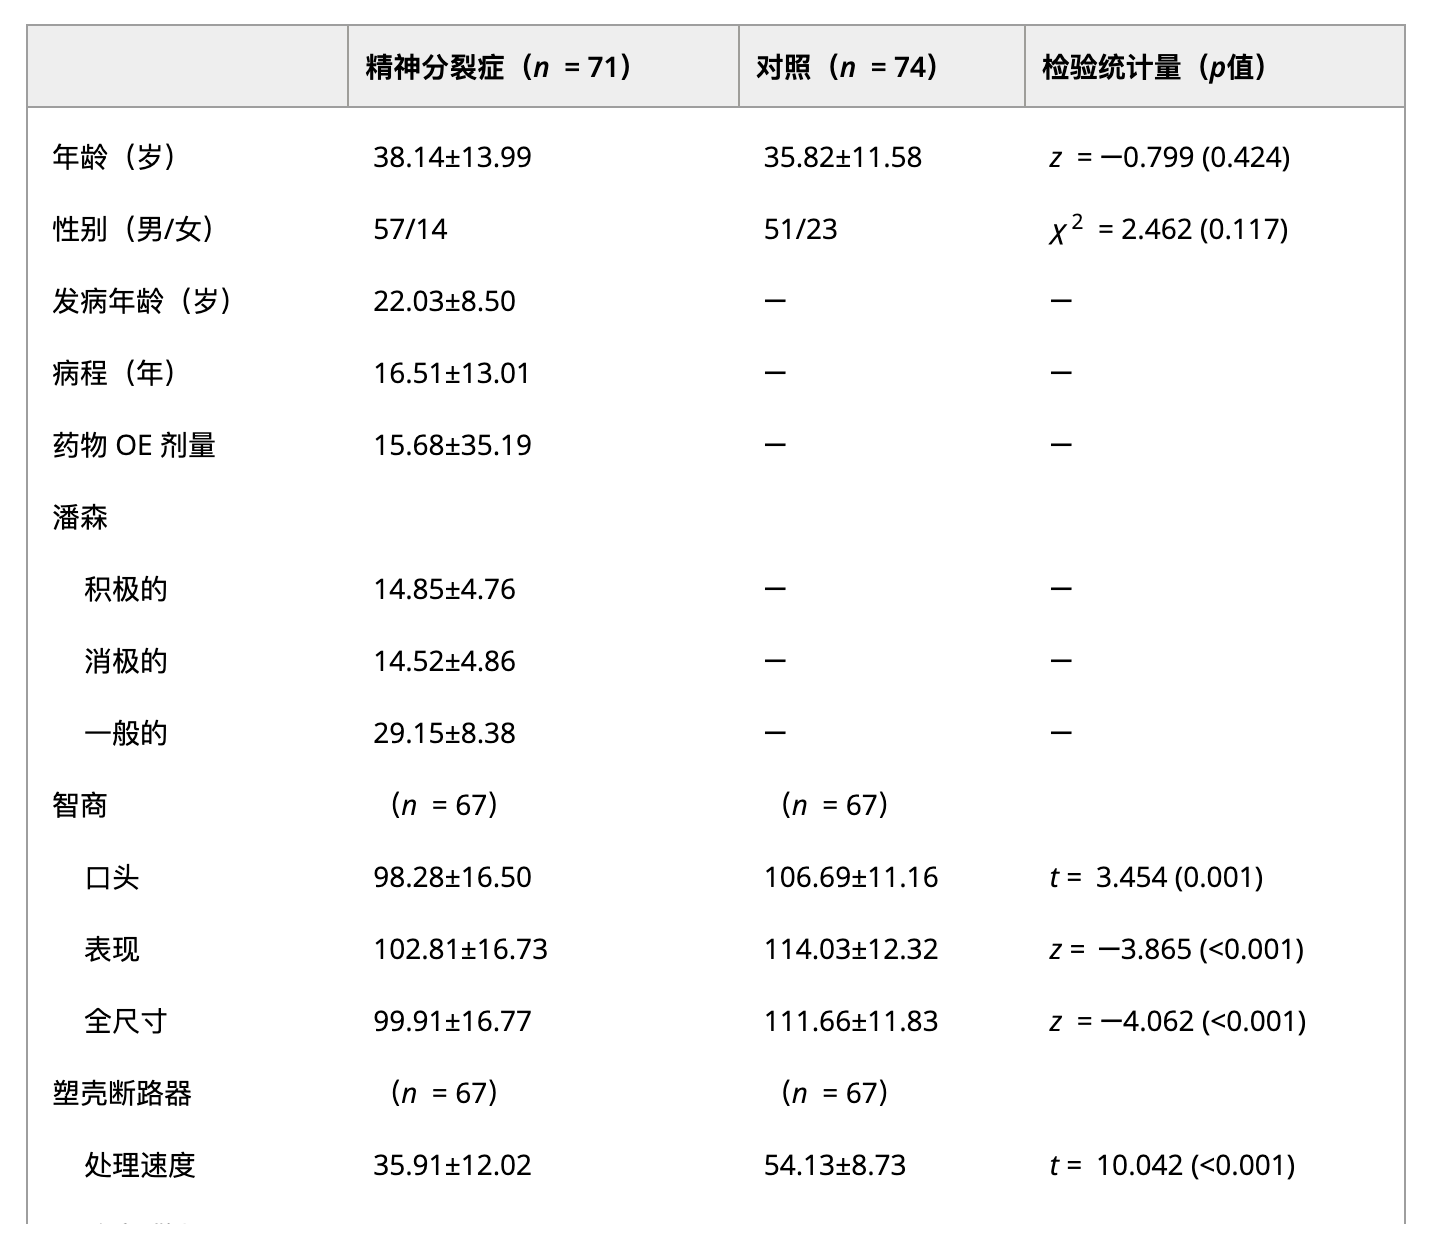 精神分裂症（n = 71） 对照（n = 74） 检验统计量（p值）
年龄（岁） 38.14±13.99 35.82±11.58 z = −0.799 (0.424)
性别（男/女） 57/14 51/23 χ² = 2.462 (0.117)
发病年龄（岁） 22.03±8.50 — —
病程（年） 16.51±13.01 — —
药物 OE 剂量 15.68±35.19 — —
潘森
积极的 14.85±4.76 — —
消极的 14.52±4.86 — —
一般的 29.15±8.38 — —
智商 （n = 67） （n = 67）
口头 98.28±16.50 106.69±11.16 t = 3.454 (0.001)
表现 102.81±16.73 114.03±12.32 z = −3.865 (<0.001)
全尺寸 99.91±16.77 111.66±11.83 z = −4.062 (<0.001)
塑壳断路器 （n = 67） （n = 67）
处理速度 35.91±12.02 54.13±8.73 t = 10.042 (<0.001)